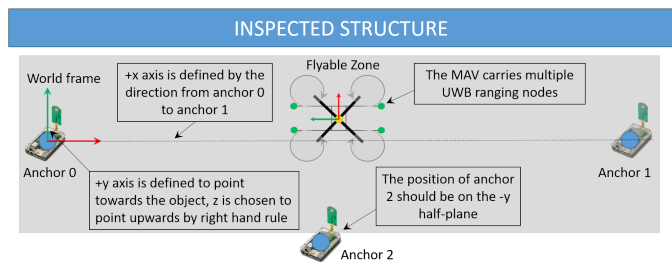 INSPECTED STRUCTURE
Flyable Zone
World frame
+x axis is defined by the
direction from anchor 0
to anchor 1
The MAV carries multiple
UWB ranging nodes
Anchor 0
Anchor 1
+y axis is defined to point
towards the object, z is chosen to
point upwards by right hand rule
The position of anchor
2 should be on the -y
half-plane
Anchor 2